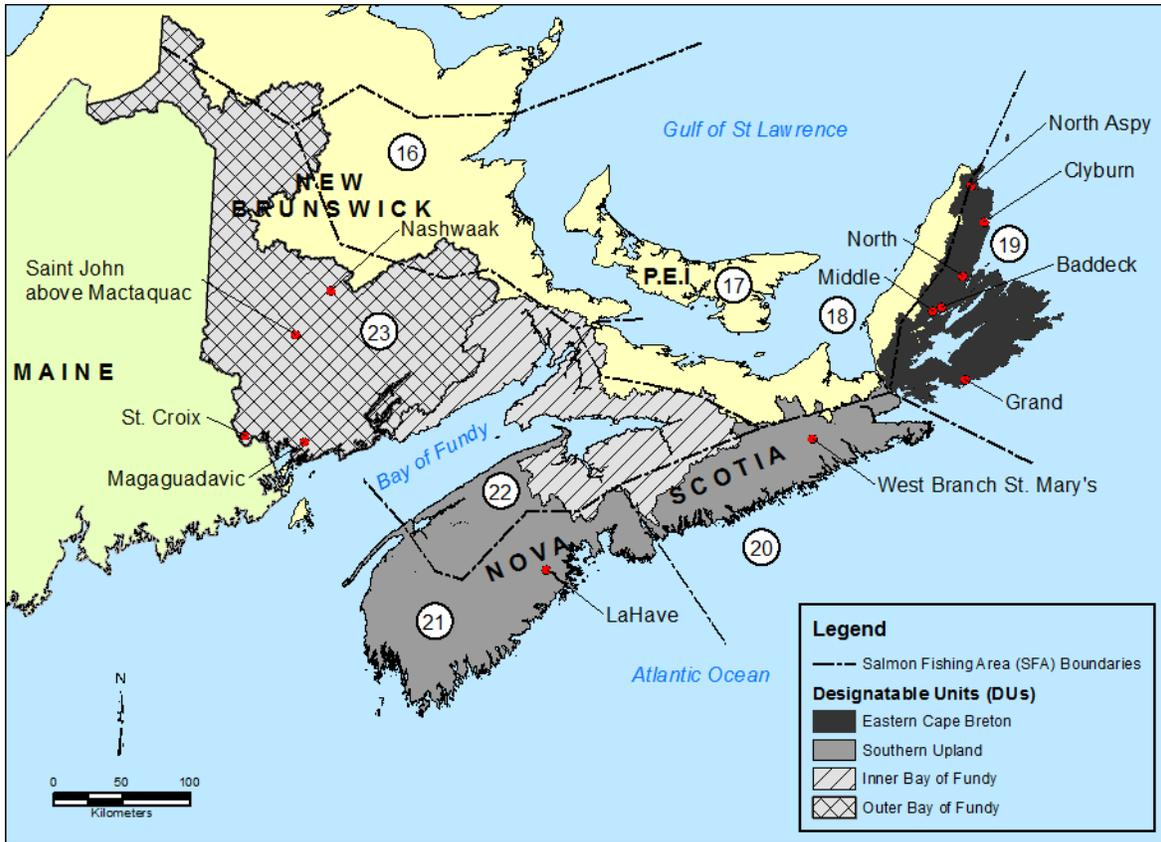 North Aspy
Gulf of St Lawrence
16
Clyburn
NEW
BRUNSWICK
Nashwaak
North
19
Saint John
above Mactaquac
P.E.I
17
Middle
Baddeck
18
23
MAINE
St. Croix
Grand
Bay of Fundy
Magaguadavic
22
SCOTIA
West Branch St. Mary's
20
NOVA
21
LaHave
Atlantic Ocean
N
0 50 100
Kilometers
Legend
Salmon Fishing Area (SFA) Boundaries
Designatable Units (DUs)
Eastern Cape Breton
Southern Upland
Inner Bay of Fundy
Outer Bay of Fundy